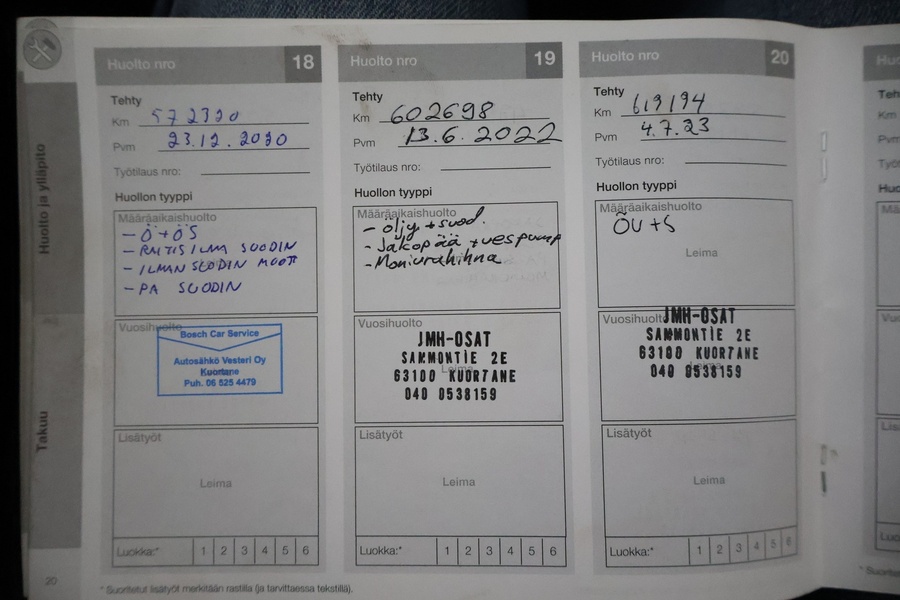 Huolto ja ylläpito
Takuu
Huolto nro 18
Tehty
Km 572320
Pvm 23.12.2020
Työtilaus nro:
Huollon tyyppi
Määräaikaishuolto
- Ö + ÖS
- RAITISILMA SUODIN
- ILMANSUODIN MOOT
- PA SUODIN
Vuosihuolto
Bosch Car Service
Autosähkö Vesteri Oy
Kuortane
Puh. 06 525 4479
Lisätyöt
Leima
Luokka:* 1 2 3 4 5 6
Huolto nro 19
Tehty
Km 602698
Pvm 13.6.2022
Työtilaus nro:
Huollon tyyppi
Määräaikaishuolto
- öljy + suod.
- Jakopää + vespump
- Moniurahihna
Vuosihuolto
Leima
JMH-OSAT
SAMMONTIE 2E
63100 KUORTANE
040 0538159
Lisätyöt
Leima
Luokka:* 1 2 3 4 5 6
Huolto nro 20
Tehty
Km 619194
Pvm 4.7.23
Työtilaus nro:
Huollon tyyppi
Määräaikaishuolto
ÖV + S
Leima
Vuosihuolto
JMH-OSAT
SAMMONTIE 2E
63100 KUORTANE
040 0538159
Lisätyöt
Leima
Luokka:* 1 2 3 4 5 6
20
* Suoritetut lisätyöt merkitään rastilla (ja tarvittaessa tekstillä).